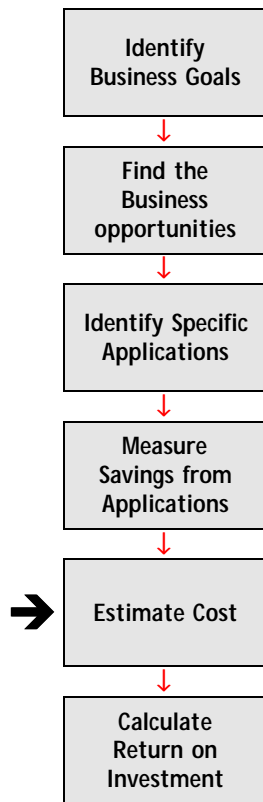 Identify
Business Goals
Find the
Business
opportunities
Identify Specific
Applications
Measure
Savings from
Applications
Estimate Cost
Calculate
Return on
Investment